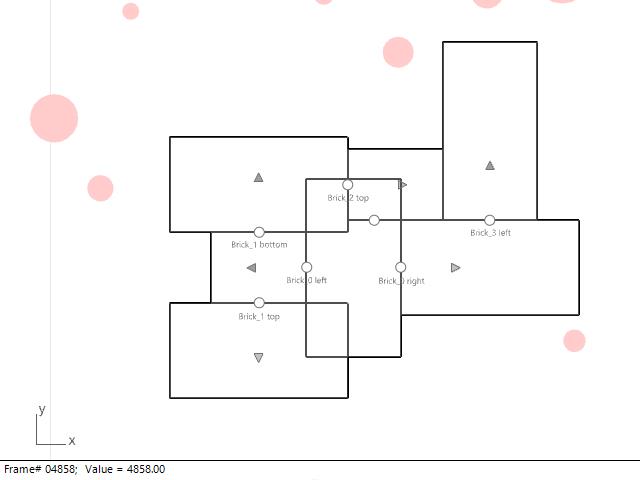 Brick_2 top
Brick_3 left
Brick_1 bottom
Brick_0 left
Brick_0 right
Brick_1 top
y
x
Frame# 04858; Value = 4858.00